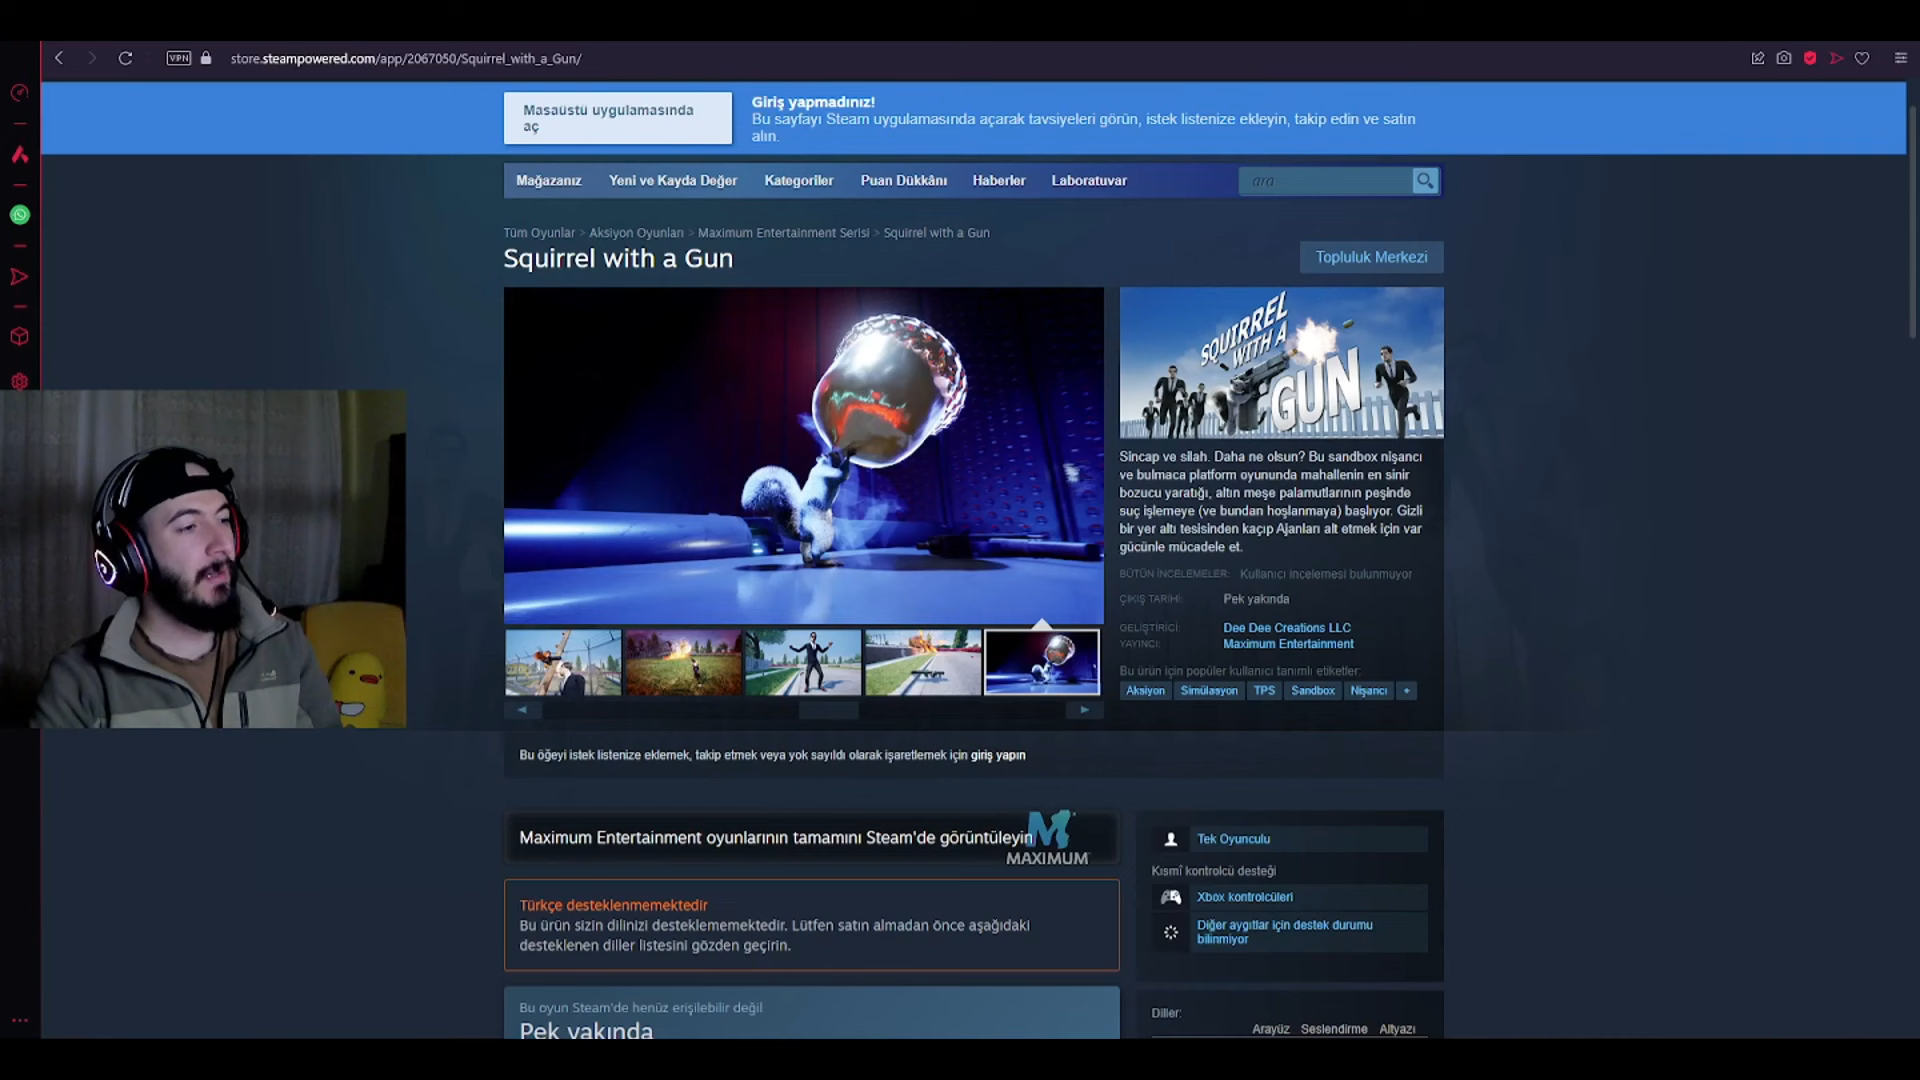 VPN store.steampowered.com/app/2067050/Squirrel_with_a_Gun/
Masaüstü uygulamasında
aç
Giriş yapmadınız!
Bu sayfayı Steam uygulamasında açarak tavsiyeleri görün, istek listenize ekleyin, takip edin ve satın
alın.
Mağazanız Yeni ve Kayda Değer Kategoriler Puan Dükkânı Haberler Laboratuvar ara
Tüm Oyunlar > Aksiyon Oyunları > Maximum Entertainment Serisi > Squirrel with a Gun
Squirrel with a Gun
Topluluk Merkezi
SQUIRREL
WITH A
GUN
Sincap ve silah. Daha ne olsun? Bu sandbox nişancı
ve bulmaca platform oyununda mahallenin en sinir
bozucu yaratığı, altın meşe palamutlarının peşinde
suç işlemeye (ve bundan hoşlanmaya) başlıyor. Gizli
bir yer altı tesisinden kaçıp Ajanları alt etmek için var
gücünle mücadele et.
BÜTÜN İNCELEMELER: Kullanıcı incelemesi bulunmuyor
ÇIKIŞ TARİHİ: Pek yakında
GELİŞTİRİCİ: Dee Dee Creations LLC
YAYINCI: Maximum Entertainment
Bu ürün için popüler kullanıcı tanımlı etiketler:
Aksiyon Simülasyon TPS Sandbox Nişancı +
Bu öğeyi istek listenize eklemek, takip etmek veya yok sayıldı olarak işaretlemek için giriş yapın
Maximum Entertainment oyunlarının tamamını Steam'de görüntüleyin
MAXIMUM
Türkçe desteklenmemektedir
Bu ürün sizin dilinizi desteklememektedir. Lütfen satın almadan önce aşağıdaki
desteklenen diller listesini gözden geçirin.
Bu oyun Steam'de henüz erişilebilir değil
Pek yakında
Tek Oyunculu
Kısmî kontrolcü desteği
Xbox kontrolcüleri
Diğer aygıtlar için destek durumu
bilinmiyor
Diller:
Arayüz Seslendirme Altyazı